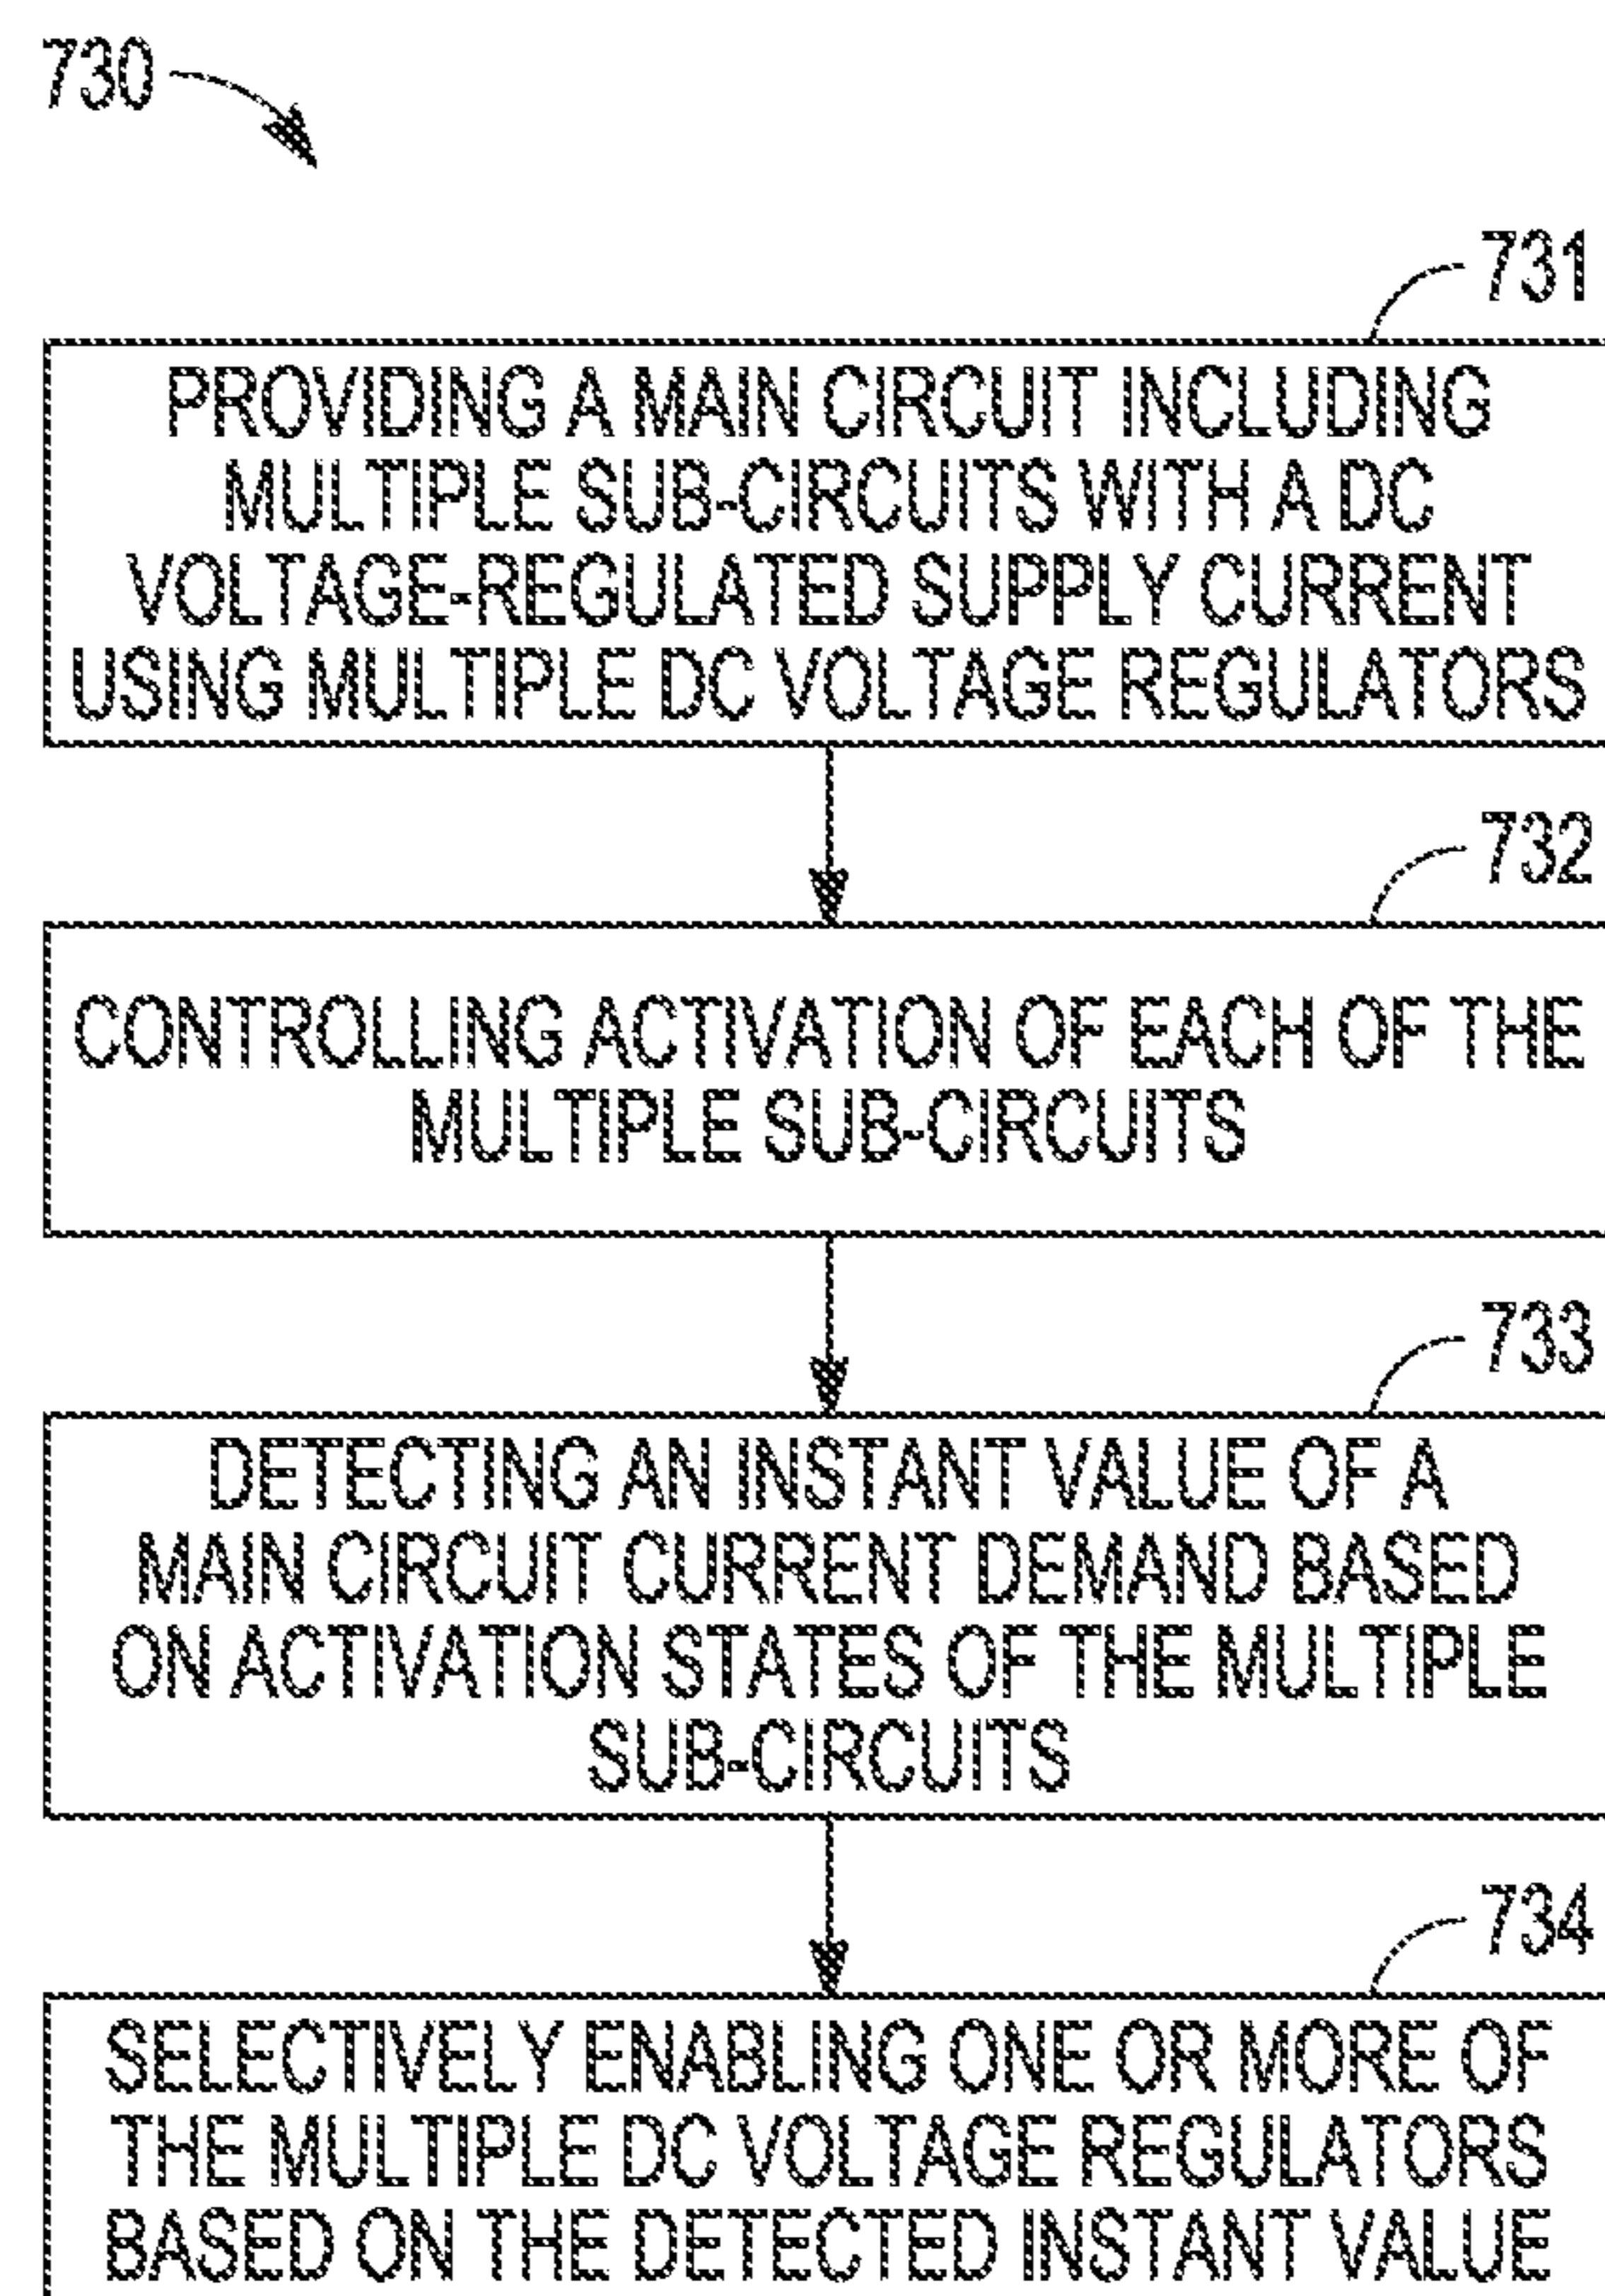 730
731
PROVIDING A MAIN CIRCUIT INCLUDING
MULTIPLE SUB-CIRCUITS WITH A DC
VOLTAGE-REGULATED SUPPLY CURRENT
USING MULTIPLE DC VOLTAGE REGULATORS
732
CONTROLLING ACTIVATION OF EACH OF THE
MULTIPLE SUB-CIRCUITS
733
DETECTING AN INSTANT VALUE OF A
MAIN CIRCUIT CURRENT DEMAND BASED
ON ACTIVATION STATES OF THE MULTIPLE
SUB-CIRCUITS
734
SELECTIVELY ENABLING ONE OR MORE OF
THE MULTIPLE DC VOLTAGE REGULATORS
BASED ON THE DETECTED INSTANT VALUE